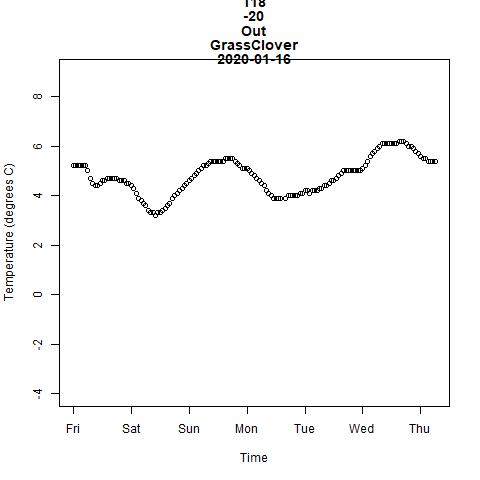 T18
-20
Out
GrassClover
2020-01-16
8
6
4
2
0
-2
-4
Temperature (degrees C)
Fri Sat Sun Mon Tue Wed Thu
Time